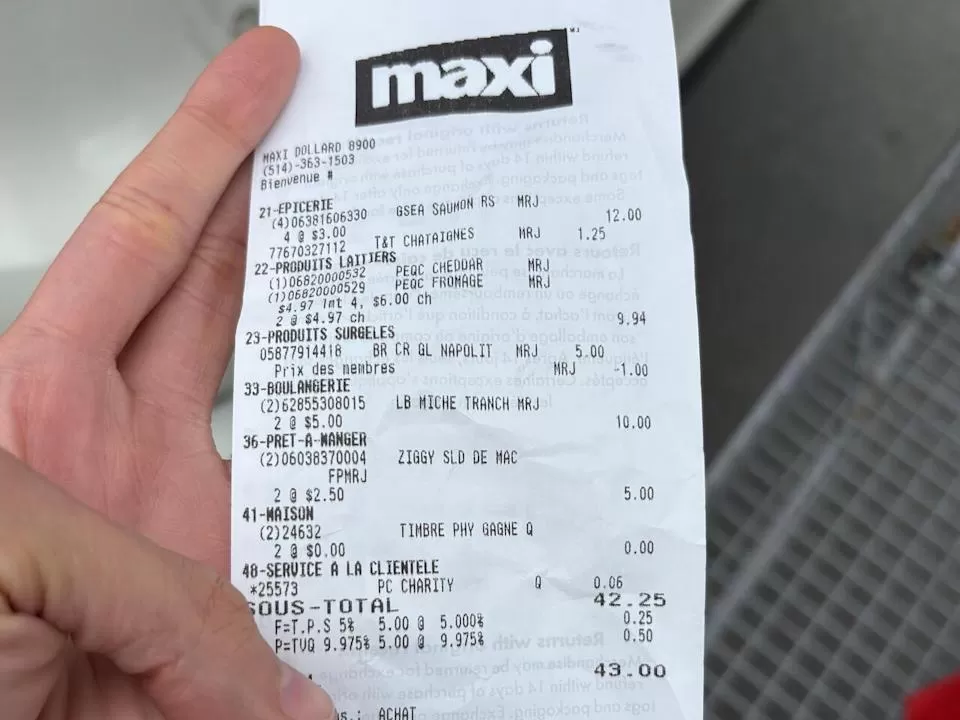 maxi
MJ
MAXI DOLLARD 8900
(514)-363-1503
Bienvenue #
21-EPICERIE
(4)06381606330 GSEA SAUMON RS MRJ
4 @ $3.00 12.00
77670327112 T&T CHATAIGNES MRJ 1.25
22-PRODUITS LAITIERS
(1)06820000532 PEQC CHEDDAR MRJ
(1)06820000529 PEQC FROMAGE MRJ
$4.97 lmt 4, $6.00 ch
2 @ $4.97 ch 9.94
23-PRODUITS SURGELES
05877914418 BR CR GL NAPOLIT MRJ 5.00
Prix des membres MRJ -1.00
33-BOULANGERIE
(2)62855308015 LB MICHE TRANCH MRJ
2 @ $5.00 10.00
36-PRET-A-MANGER
(2)06038370004 ZIGGY SLD DE MAC
FPMRJ
2 @ $2.50 5.00
41-MAISON
(2)24632 TIMBRE PHY GAGNE Q
2 @ $0.00 0.00
48-SERVICE A LA CLIENTELE
*25573 PC CHARITY Q 0.06
SOUS-TOTAL 42.25
F=T.P.S 5% 5.00 @ 5.000% 0.25
P=TVQ 9.975% 5.00 @ 9.975% 0.50
43.00
ACHAT